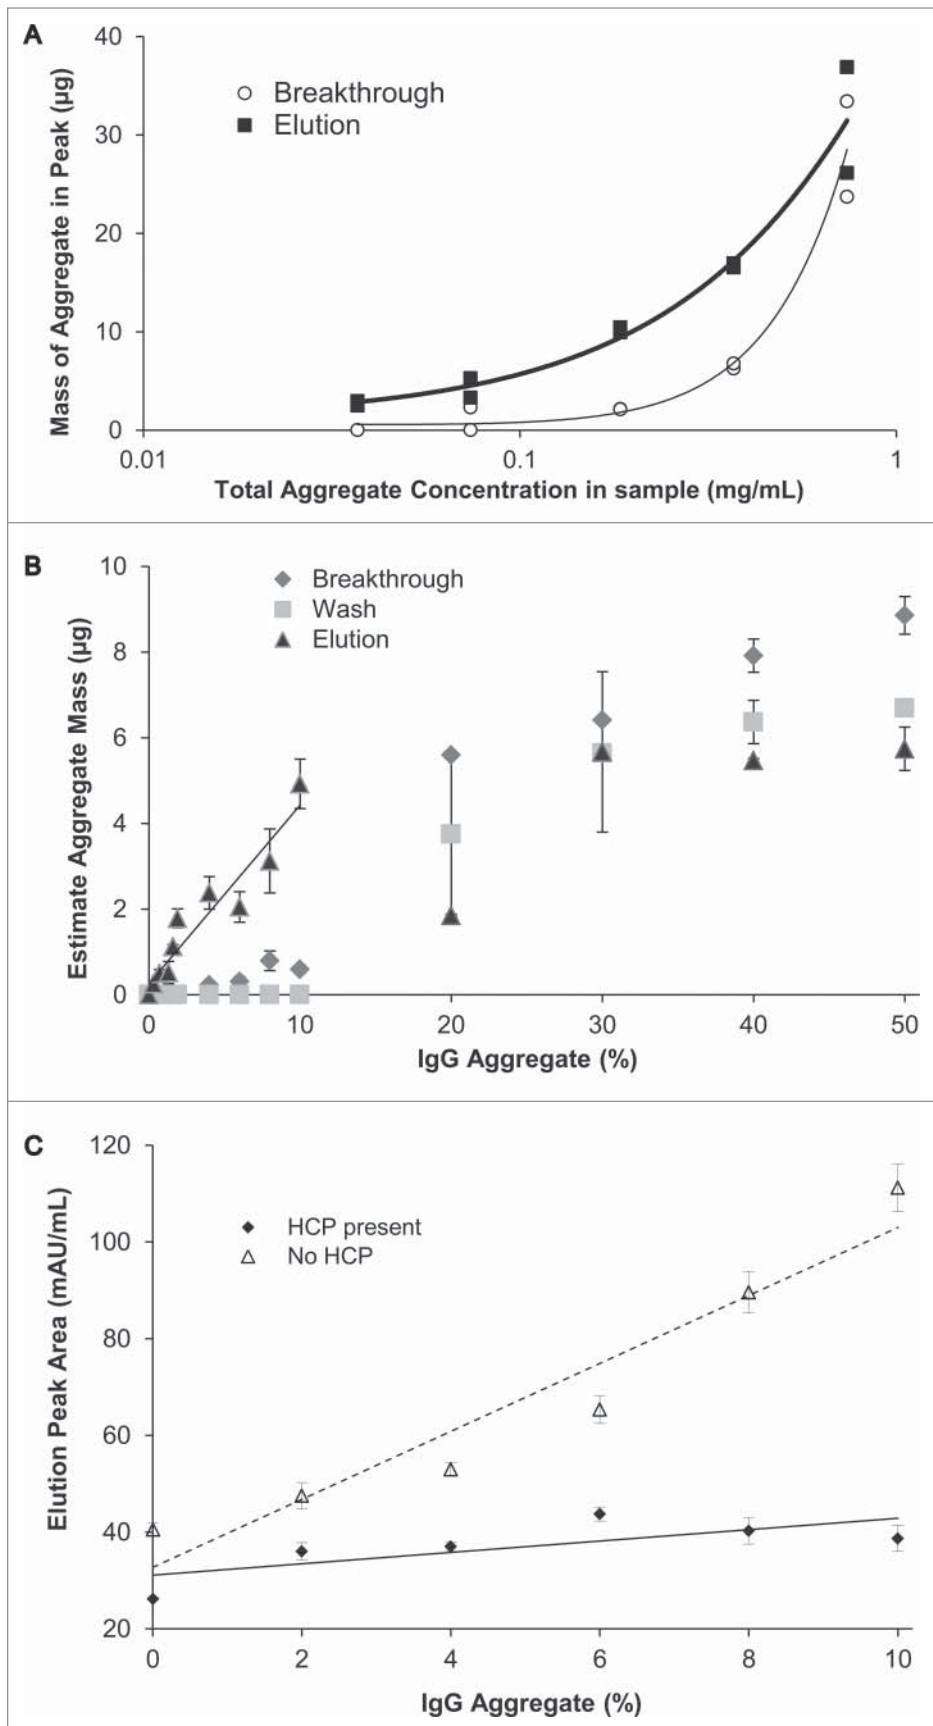 A
Mass of Aggregate in Peak (µg)
40
30
20
10
0
Breakthrough
Elution
0.01
0.1
1
Total Aggregate Concentration in sample (mg/mL)
B
Estimate Aggregate Mass (µg)
10
8
6
4
2
0
Breakthrough
Wash
Elution
0
10
20
30
40
50
IgG Aggregate (%)
C
Elution Peak Area (mAU/mL)
120
100
80
60
40
20
HCP present
No HCP
0
2
4
6
8
10
IgG Aggregate (%)